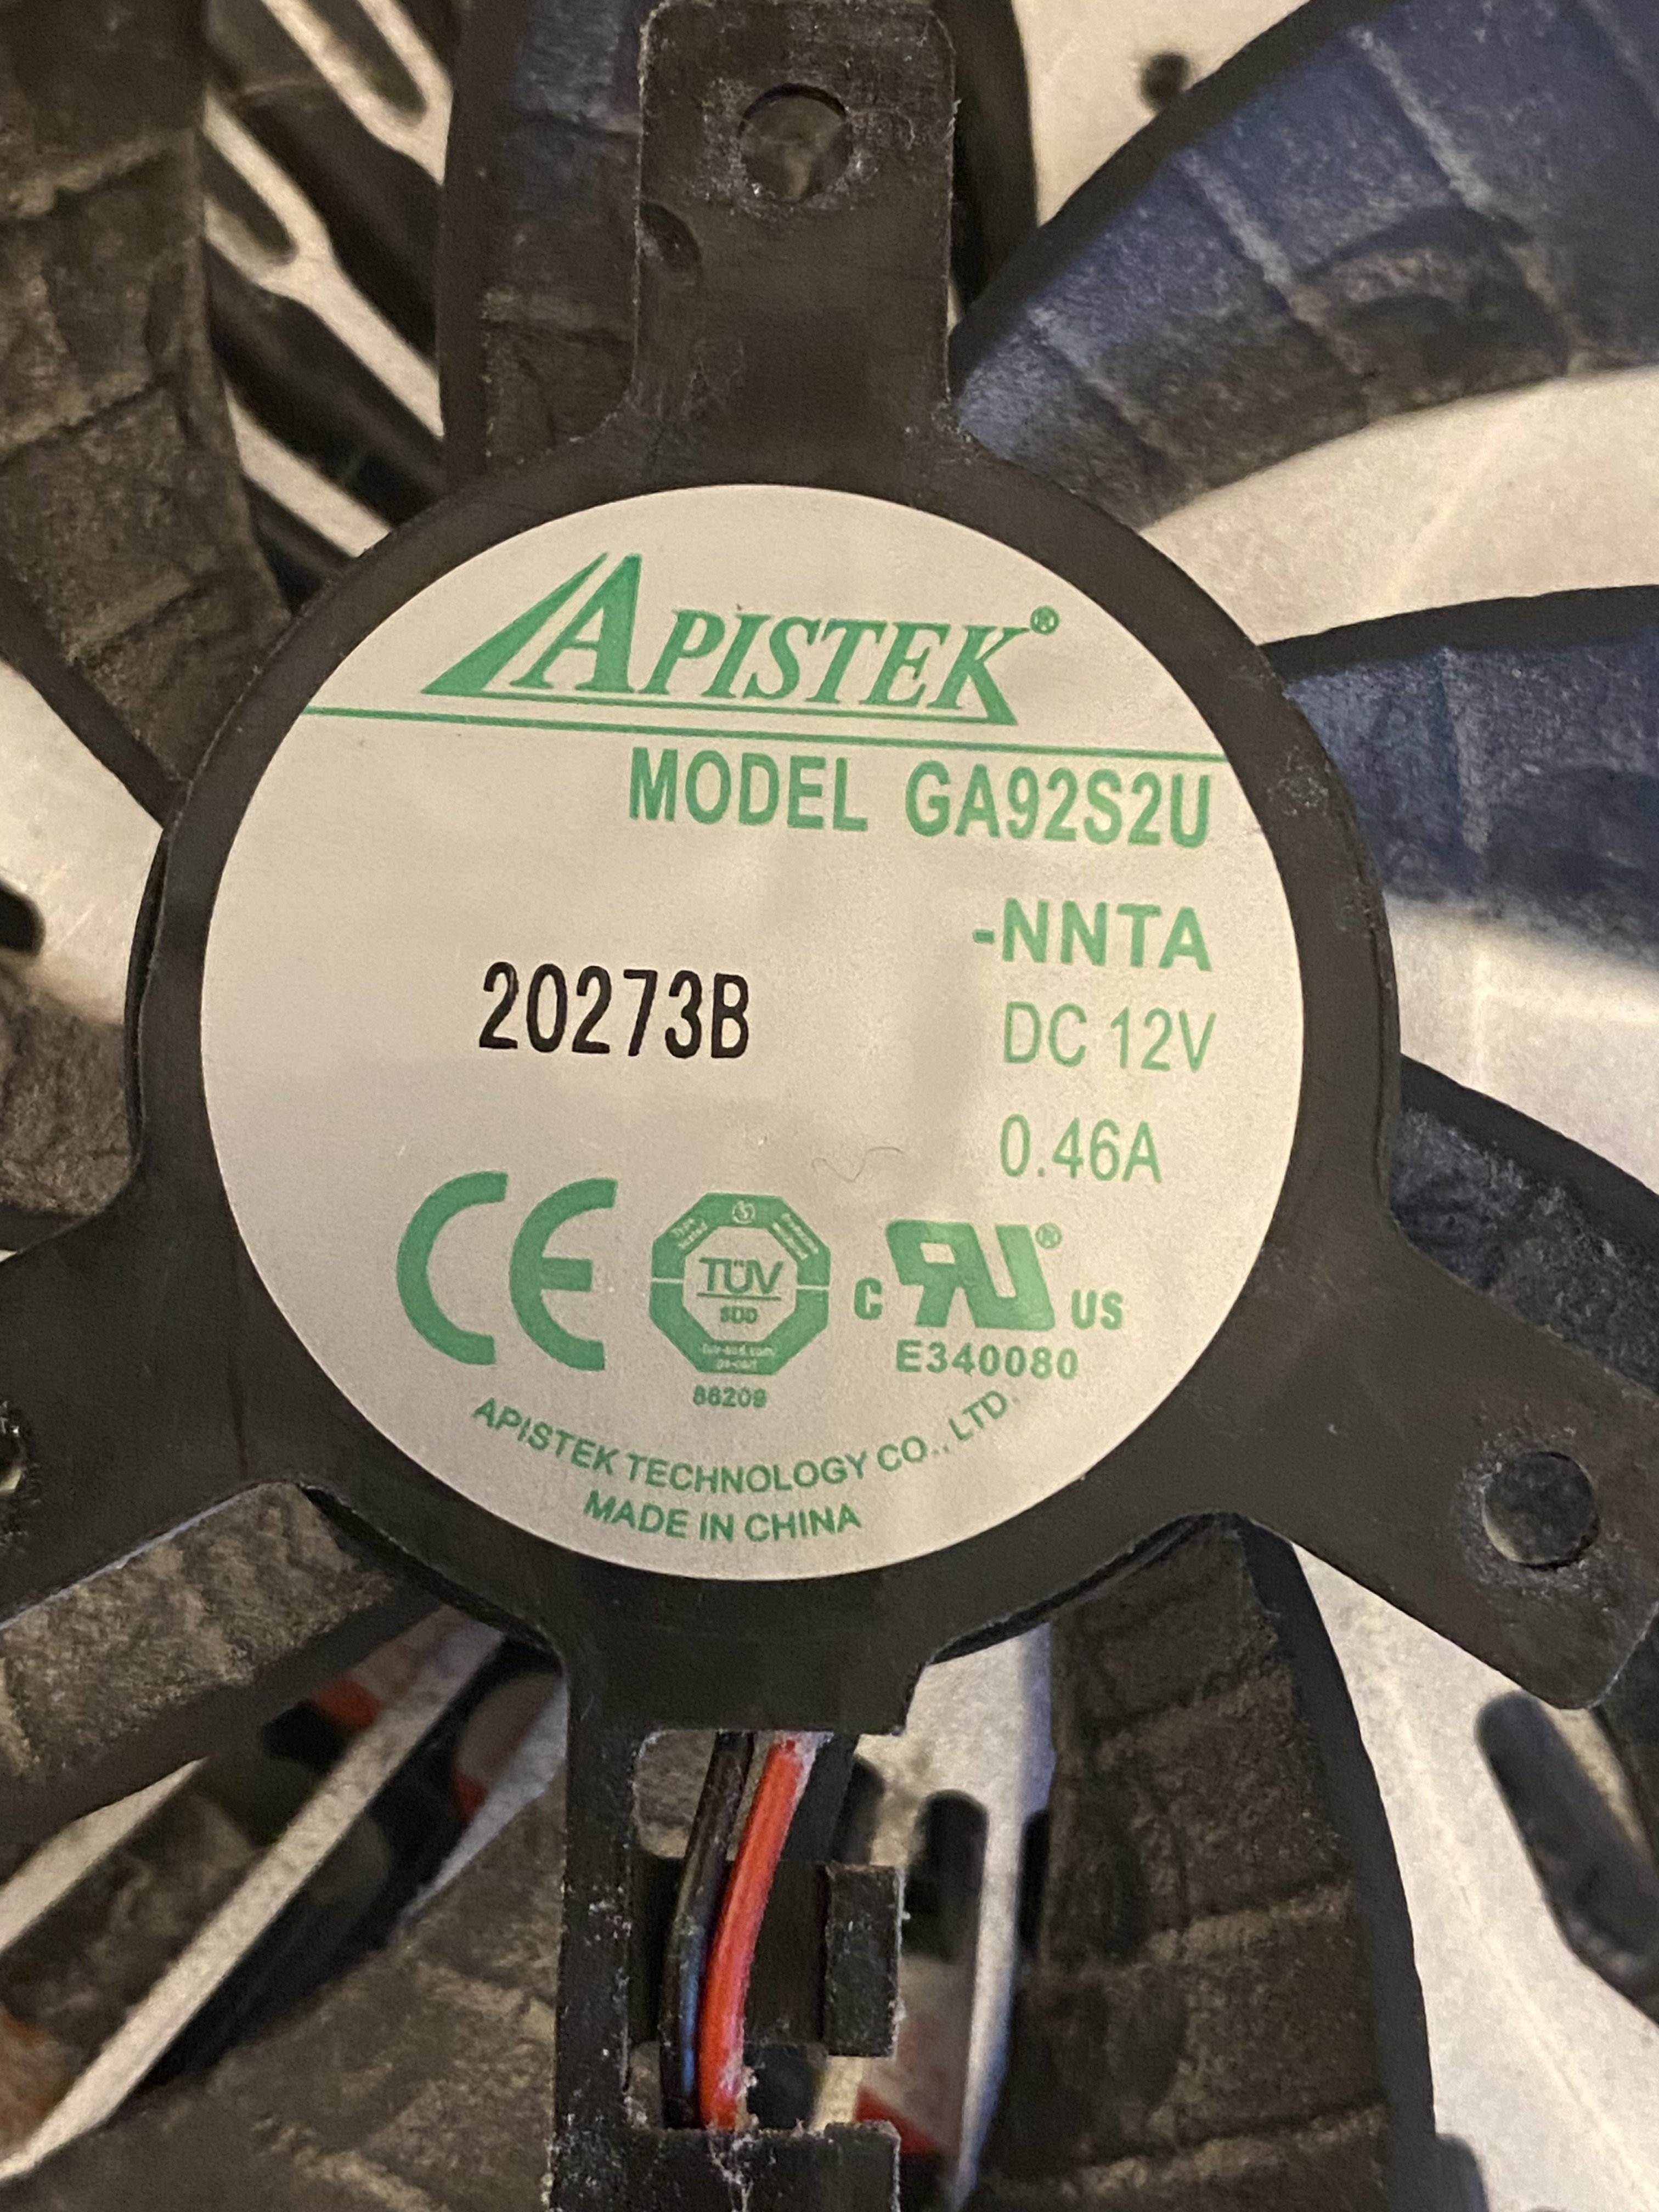 APISTEK®
MODEL GA92S2U
-NNTA
20273B
DC 12V
0.46A
CE
TÜV
SÜD
c RU® US
E340080
86209
APISTEK TECHNOLOGY CO., LTD.
MADE IN CHINA